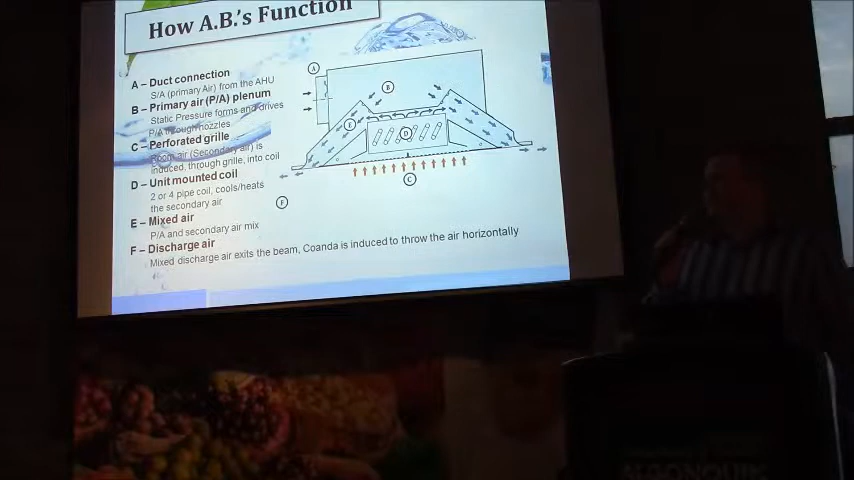 How A.B.'s Function
A – Duct connection
S/A (primary Air) from the AHU
B – Primary air (P/A) plenum
Static Pressure forms and drives
P/A through nozzles
C – Perforated grille
Room air (Secondary air) is
induced, through grille, into coil
D – Unit mounted coil
2 or 4 pipe coil, cools/heats
the secondary air
E – Mixed air
P/A and secondary air mix
F – Discharge air
Mixed discharge air exits the beam, Coanda is induced to throw the air horizontally
A
B
E
D
C
F